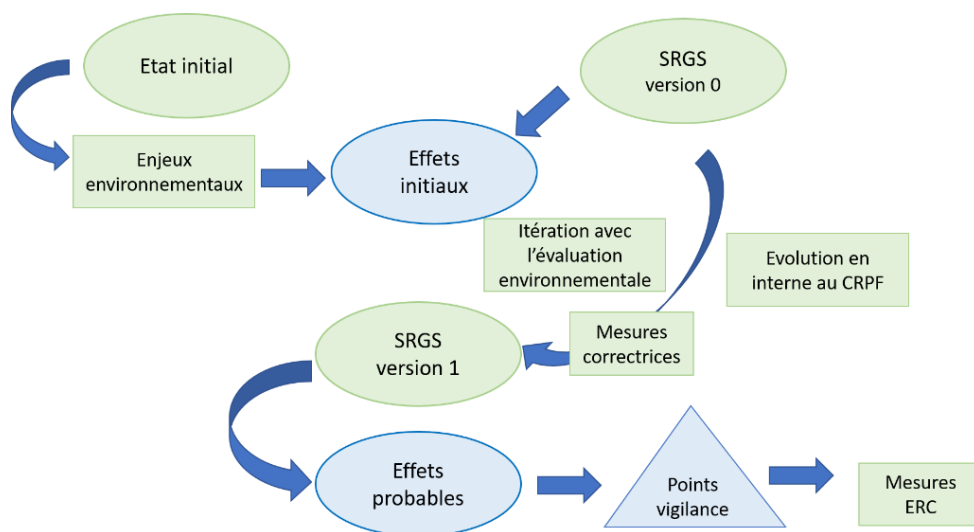 Etat initial
SRGS
version 0
Enjeux
environnementaux
Effets
initiaux
Itération avec
l'évaluation
environnementale
Evolution en
interne au CRPF
SRGS
version 1
Mesures
correctrices
Effets
probables
Points
vigilance
Mesures
ERC